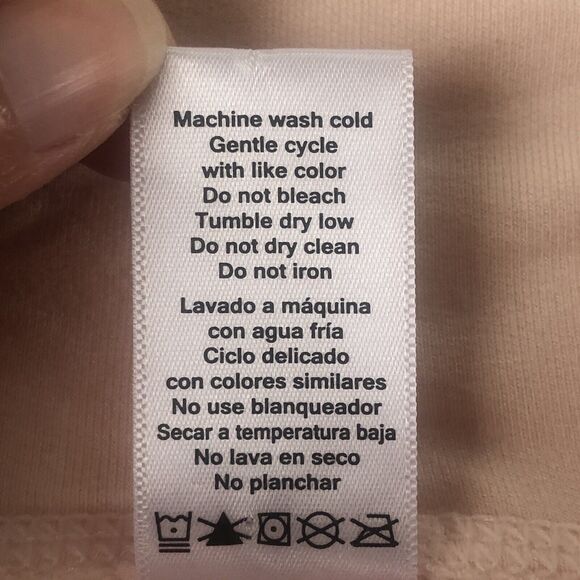 Machine wash cold
Gentle cycle
with like color
Do not bleach
Tumble dry low
Do not dry clean
Do not iron
Lavado a máquina
con agua fría
Ciclo delicado
con colores similares
No use blanqueador
Secar a temperatura baja
No lava en seco
No planchar